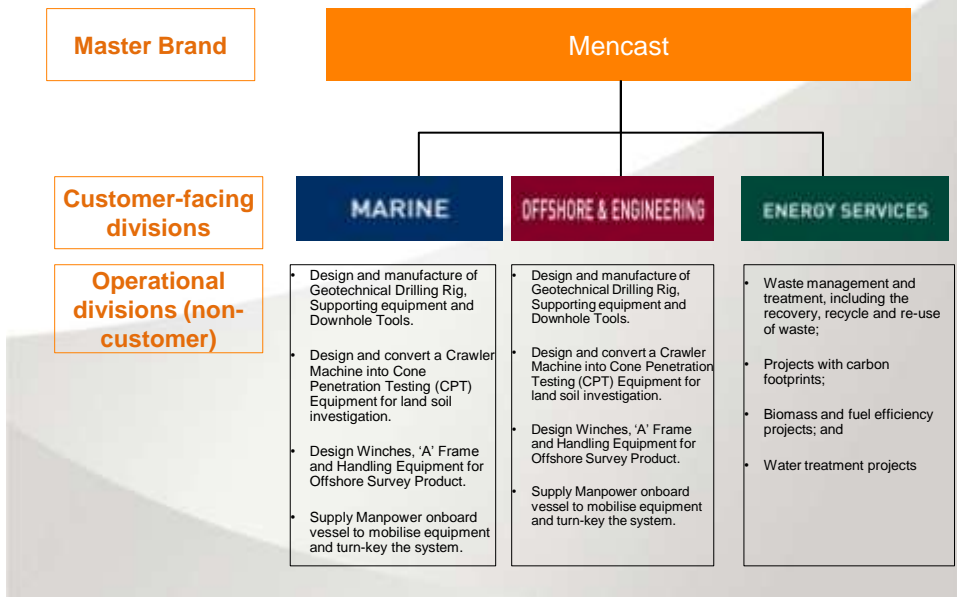 Master Brand
Mencast
Customer-facing
divisions
MARINE
OFFSHORE & ENGINEERING
ENERGY SERVICES
Operational
divisions (non-
customer)
• Design and manufacture of
Geotechnical Drilling Rig,
Supporting equipment and
Downhole Tools.
• Design and convert a Crawler
Machine into Cone
Penetration Testing (CPT)
Equipment for land soil
investigation.
• Design Winches, ‘A’ Frame
and Handling Equipment for
Offshore Survey Product.
• Supply Manpower onboard
vessel to mobilise equipment
and turn-key the system.
• Design and manufacture of
Geotechnical Drilling Rig,
Supporting equipment and
Downhole Tools.
• Design and convert a Crawler
Machine into Cone Penetration
Testing (CPT) Equipment for
land soil investigation.
• Design Winches, ‘A’ Frame
and Handling Equipment for
Offshore Survey Product.
• Supply Manpower onboard
vessel to mobilise equipment
and turn-key the system.
• Waste management and
treatment, including the
recovery, recycle and re-use
of waste;
• Projects with carbon
footprints;
• Biomass and fuel efficiency
projects; and
• Water treatment projects